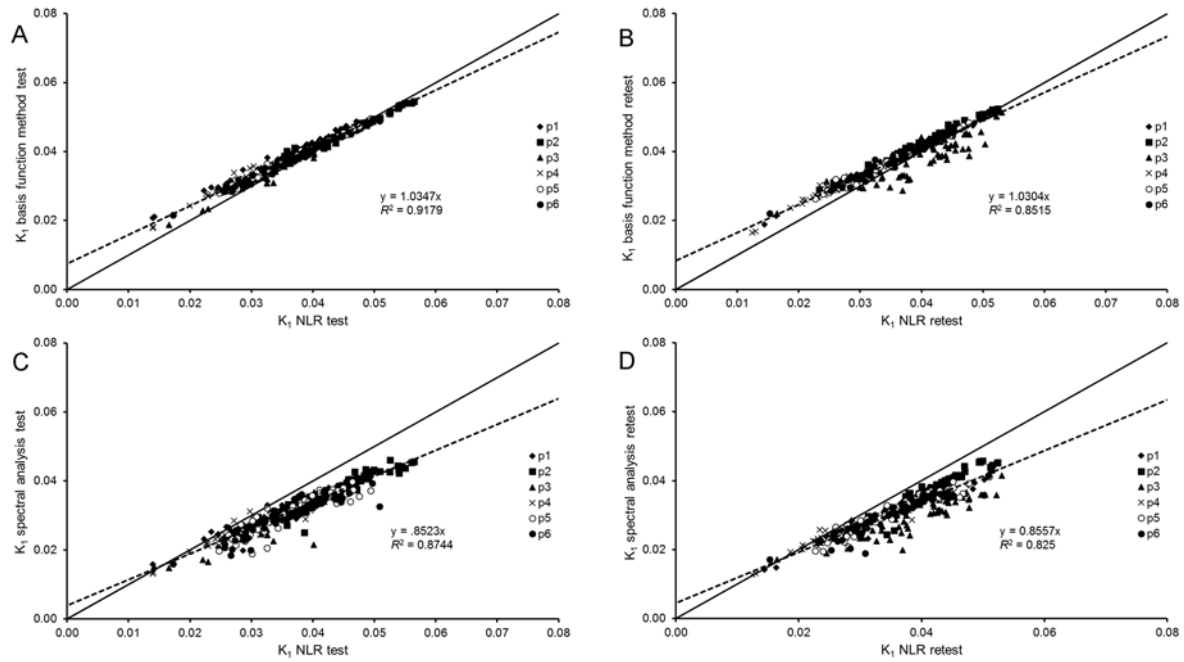 A
K₁ basis function method test
0.08
0.06
0.04
0.02
0.00
p1
p2
p3
p4
p5
p6
y = 1.0347x
R² = 0.9179
0.00 0.01 0.02 0.03 0.04 0.05 0.06 0.07 0.08
K₁ NLR test
B
K₁ basis function method retest
0.08
0.06
0.04
0.02
0.00
p1
p2
p3
p4
p5
p6
y = 1.0304x
R² = 0.8515
0.00 0.01 0.02 0.03 0.04 0.05 0.06 0.07 0.08
K₁ NLR retest
C
K₁ spectral analysis test
0.08
0.06
0.04
0.02
0.00
p1
p2
p3
p4
p5
p6
y = .8523x
R² = 0.8744
0.00 0.01 0.02 0.03 0.04 0.05 0.06 0.07 0.08
K₁ NLR test
D
K₁ spectral analysis retest
0.08
0.06
0.04
0.02
0.00
p1
p2
p3
p4
p5
p6
y = 0.8557x
R² = 0.825
0.00 0.02 0.04 0.06 0.08
K₁ NLR retest